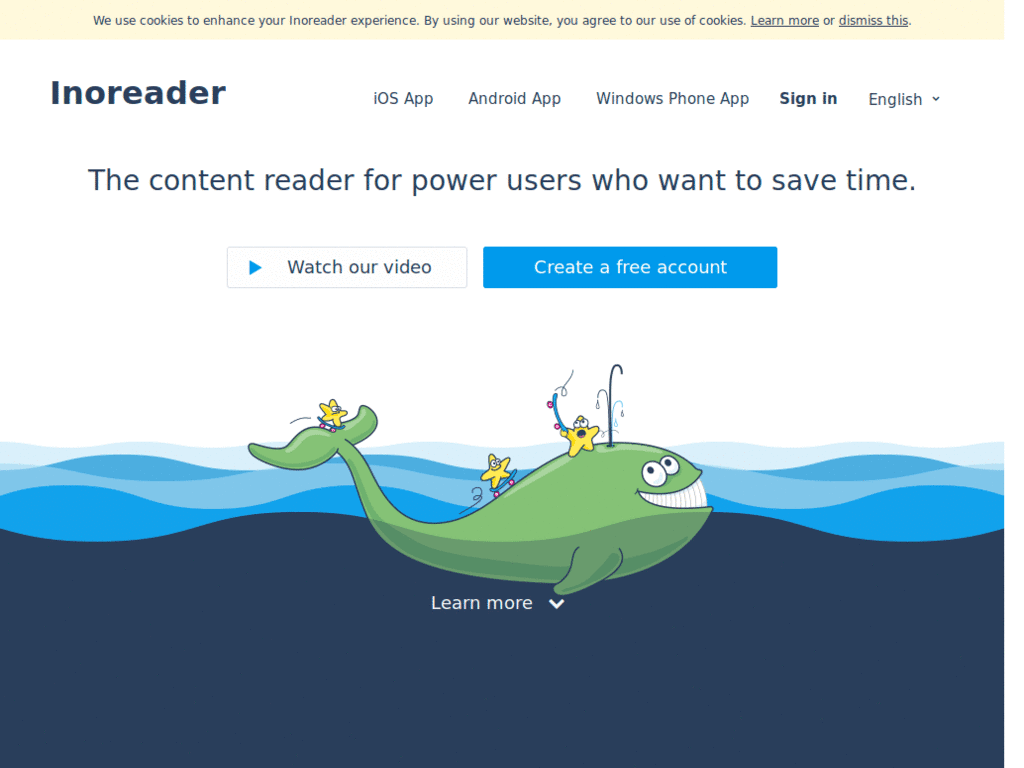 We use cookies to enhance your Inoreader experience. By using our website, you agree to our use of cookies. Learn more or dismiss this.
Inoreader
iOS App
Android App
Windows Phone App
Sign in
English
The content reader for power users who want to save time.
Watch our video
Create a free account
Learn more